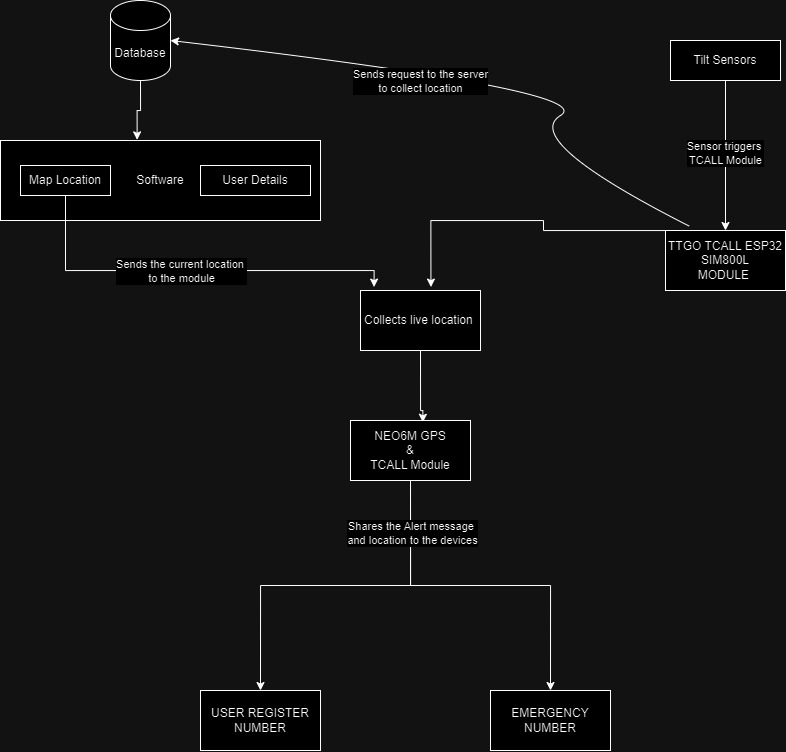 Database
Sends request to the server
to collect location
Tilt Sensors
Sensor triggers
TCALL Module
Map Location
Software
User Details
TTGO TCALL ESP32
SIM800L
MODULE
Sends the current location
to the module
Collects live location
NEO6M GPS
&
TCALL Module
Shares the Alert message
and location to the devices
USER REGISTER
NUMBER
EMERGENCY
NUMBER